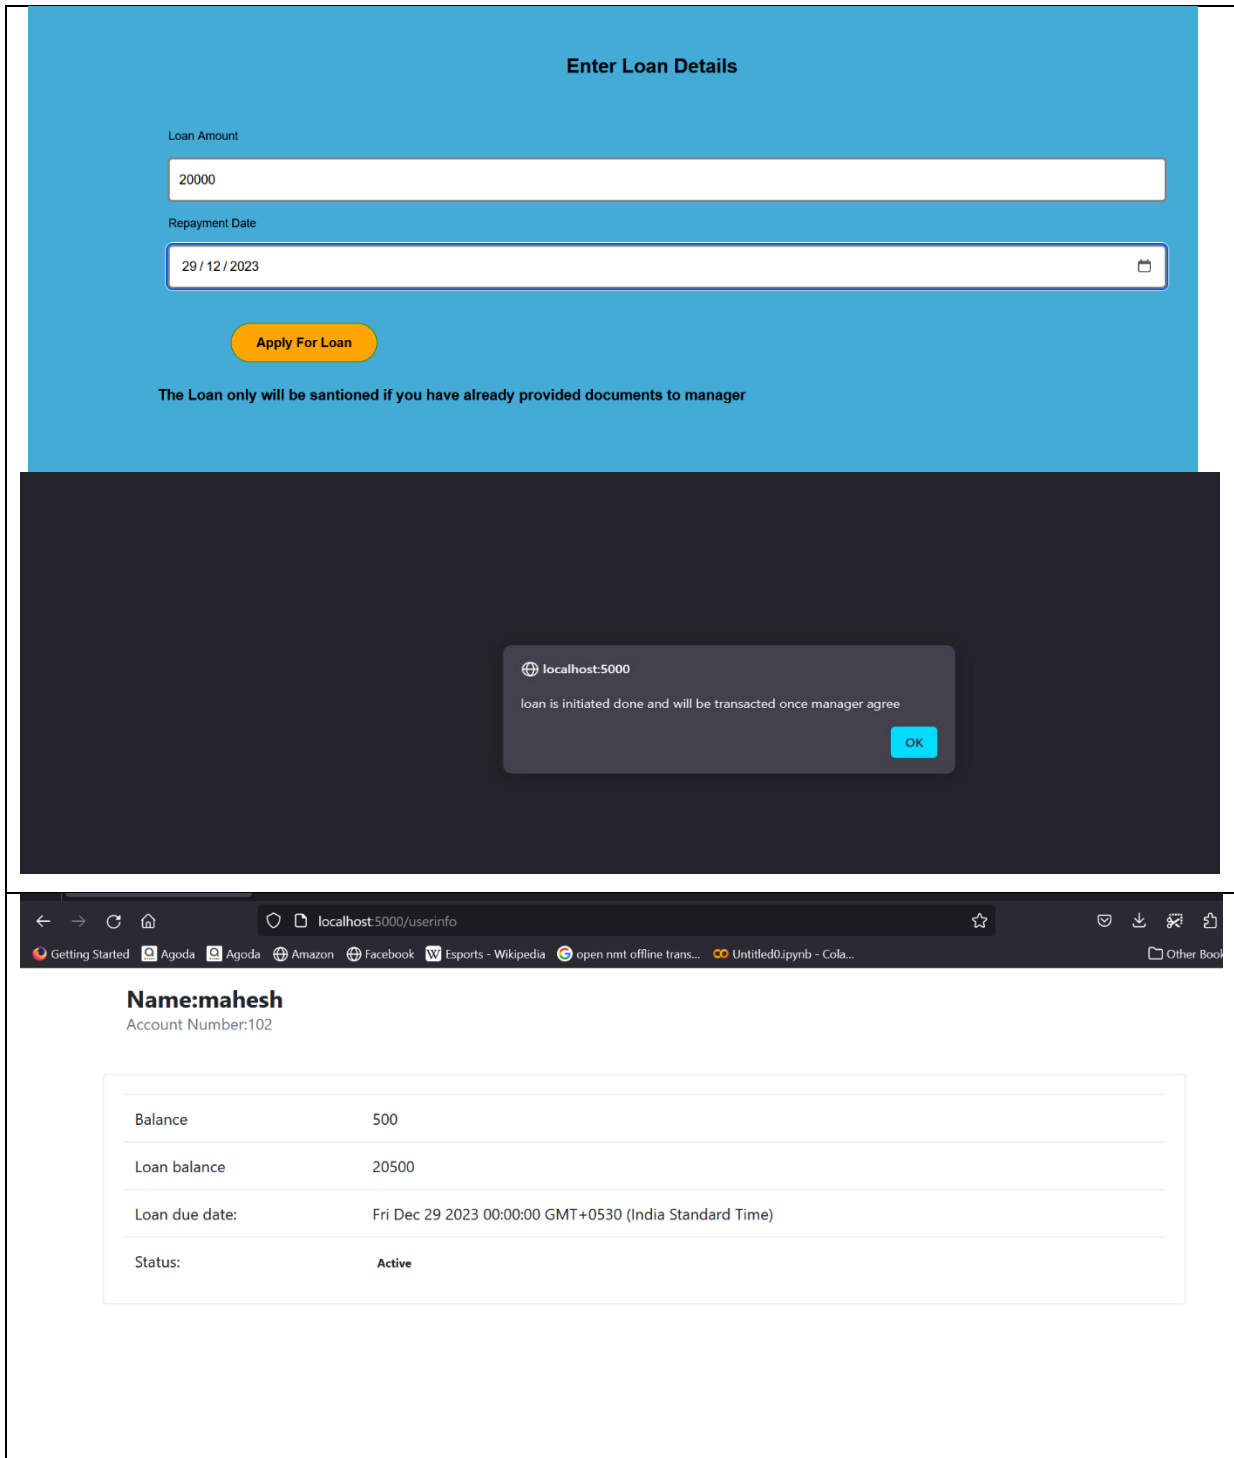 Enter Loan Details
Loan Amount
20000
Repayment Date
29 / 12 / 2023
Apply For Loan
The Loan only will be santioned if you have already provided documents to manager
localhost:5000
loan is initiated done and will be transacted once manager agree
OK
localhost:5000/userinfo
Getting Started Agoda Agoda Amazon Facebook Esports - Wikipedia open nmt offline trans... Untitled0.ipynb - Cola... Other Book
Name:mahesh
Account Number:102
Balance 500
Loan balance 20500
Loan due date: Fri Dec 29 2023 00:00:00 GMT+0530 (India Standard Time)
Status: Active